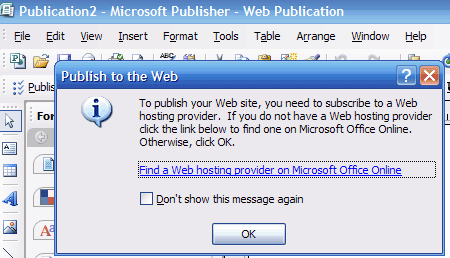 Publication2 - Microsoft Publisher - Web Publication
File Edit View Insert Format Tools Table Arrange Window Help
Publish to the Web
To publish your Web site, you need to subscribe to a Web
hosting provider. If you do not have a Web hosting provider
click the link below to find one on Microsoft Office Online.
Otherwise, click OK.
Find a Web hosting provider on Microsoft Office Online
Don't show this message again
OK